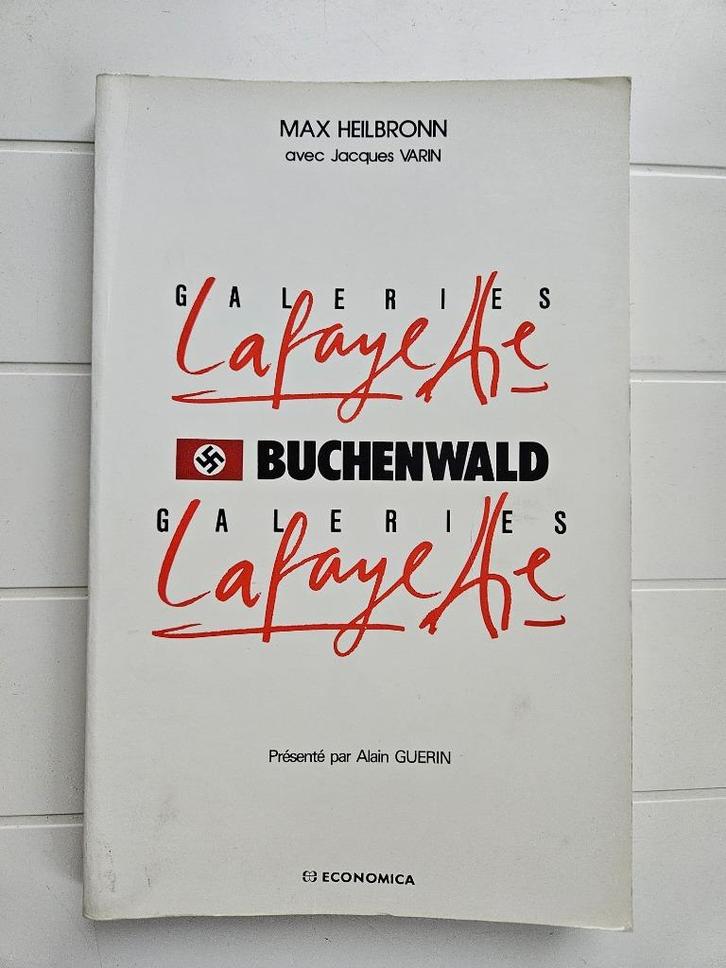 MAX HEILBRONN
avec Jacques VARIN
GALERIES
Lafayette
BUCHENWALD
GALERIES
Lafayette
Présenté par Alain GUERIN
ECONOMICA